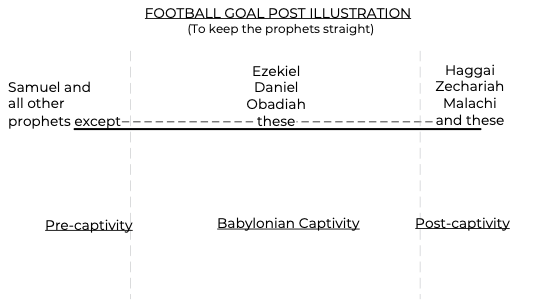 FOOTBALL GOAL POST ILLUSTRATION
(To keep the prophets straight)
Samuel and
all other
prophets except
Ezekiel
Daniel
Obadiah
these
Haggai
Zechariah
Malachi
and these
Pre-captivity
Babylonian Captivity
Post-captivity